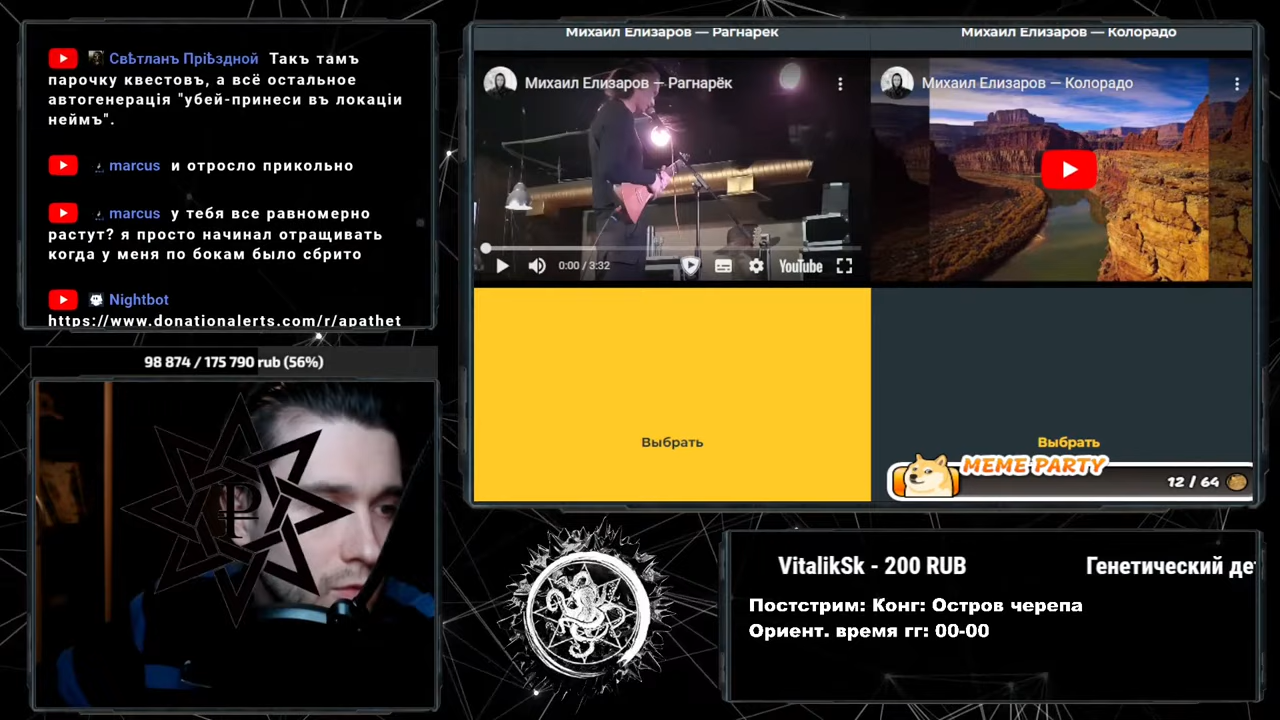 Свѣтланъ Прiѣздной Такъ тамъ
парочку квестовъ, а всё остальное
автогенерацiя "убей-принеси въ локацiи
неймъ".
marcus и отросло прикольно
marcus у тебя все равномерно
растут? я просто начинал отращивать
когда у меня по бокам было сбрито
Nightbot
https://www.donationalerts.com/r/apathet
98 874 / 175 790 rub (56%)
Михаил Елизаров — Рагнарёк
Михаил Елизаров — Колорадо
Михаил Елизаров — Рагнарёк
Михаил Елизаров — Колорадо
0:00 / 3:32
YouTube
Выбрать
Выбрать
MEME PARTY
12 / 64
VitalikSk - 200 RUB
Генетический де
Постстрим: Конг: Остров черепа
Ориент. время гг: 00-00